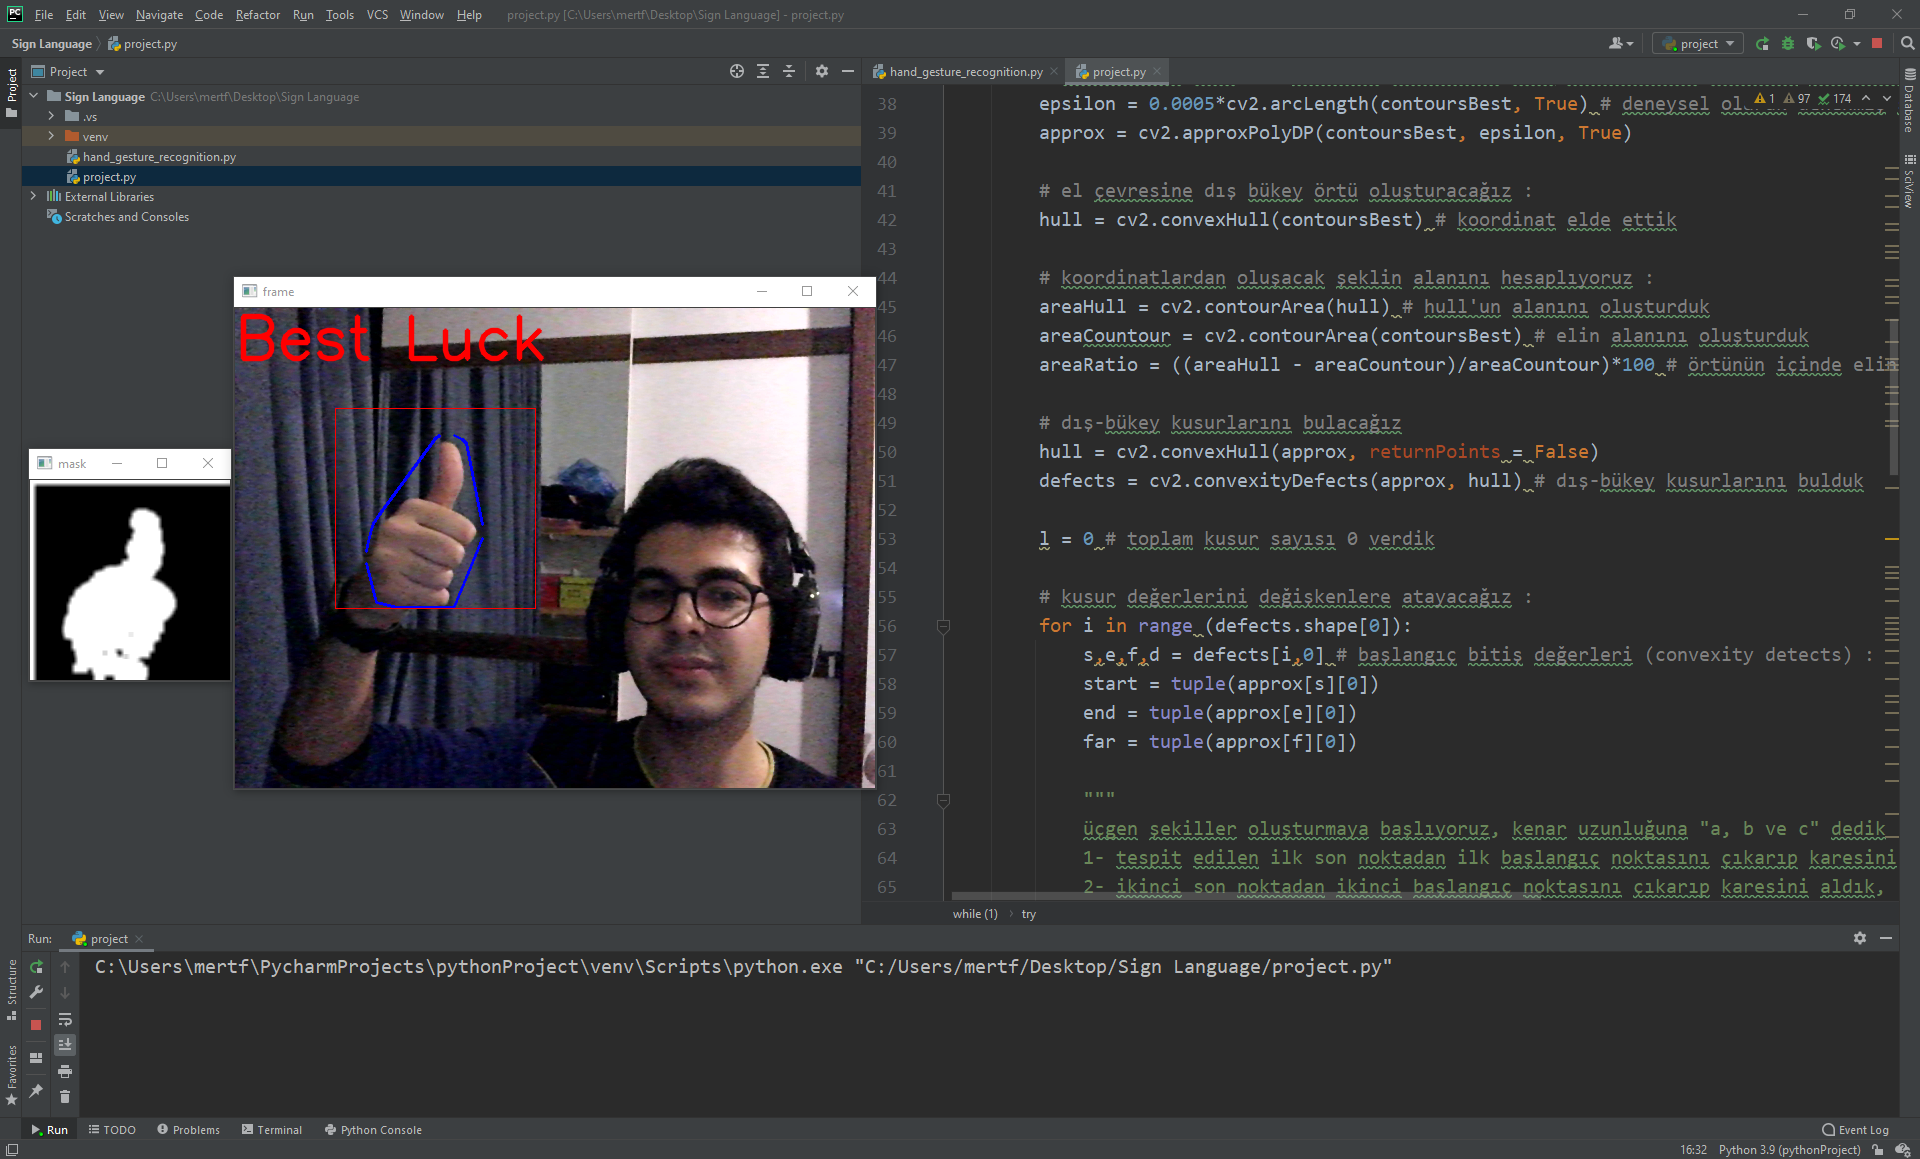 PC File Edit View Navigate Code Refactor Run Tools VCS Window Help project.py [C:\Users\mertf\Desktop\Sign Language] - project.py
Sign Language project.py
project
Project
hand_gesture_recognition.py project.py
Sign Language C:\Users\mertf\Desktop\Sign Language
.vs
venv
hand_gesture_recognition.py
project.py
External Libraries
Scratches and Consoles
Project
Structure
Favorites
Database
SciView
1 97 174
38 epsilon = 0.0005*cv2.arcLength(contoursBest, True) # deneysel
39 approx = cv2.approxPolyDP(contoursBest, epsilon, True)
40
41 # el çevresine dış bükey örtü oluşturacağız :
42 hull = cv2.convexHull(contoursBest) # koordinat elde ettik
43
44 # koordinatlardan oluşacak şeklin alanını hesaplıyoruz :
45 areaHull = cv2.contourArea(hull) # hull'un alanını oluşturduk
46 areaCountour = cv2.contourArea(contoursBest) # elin alanını oluşturduk
47 areaRatio = ((areaHull - areaCountour)/areaCountour)*100 # örtünün içinde elin
48
49 # dış-bükey kusurlarını bulacağız
50 hull = cv2.convexHull(approx, returnPoints = False)
51 defects = cv2.convexityDefects(approx, hull) # dış-bükey kusurlarını bulduk
52
53 l = 0 # toplam kusur sayısı 0 verdik
54
55 # kusur değerlerini değişkenlere atayacağız :
56 for i in range (defects.shape[0]):
57 s,e,f,d = defects[i,0] # başlangıç bitiş değerleri (convexity detects) :
58 start = tuple(approx[s][0])
59 end = tuple(approx[e][0])
60 far = tuple(approx[f][0])
61
62 """
63 üçgen şekiller oluşturmaya başlıyoruz, kenar uzunluğuna "a, b ve c" dedik
64 1- tespit edilen ilk son noktadan ilk başlangıç noktasını çıkarıp karesini
65 2- ikinci son noktadan ikinci başlangıç noktasını çıkarıp karesini aldık,
while (1) try
frame
Best Luck
mask
Run: project
C:\Users\mertf\PycharmProjects\pythonProject\venv\Scripts\python.exe "C:/Users/mertf/Desktop/Sign Language/project.py"
Run TODO Problems Terminal Python Console Event Log
16:32 Python 3.9 (pythonProject)